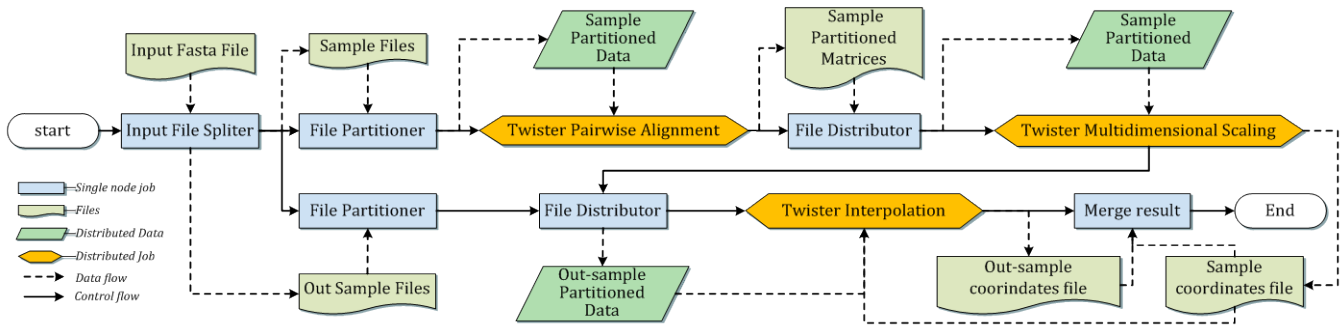 Input Fasta File
Sample Files
Sample
Partitioned
Data
Sample
Partitioned
Matrices
Sample
Partitioned
Data
start
Input File Spliter
File Partitioner
Twister Pairwise Alignment
File Distributor
Twister Multidimensional Scaling
Single node job
Files
Distributed Data
Distributed Job
Data flow
Control flow
File Partitioner
File Distributor
Twister Interpolation
Merge result
End
Out Sample Files
Out-sample
Partitioned
Data
Out-sample
coorindates file
Sample
coordinates file